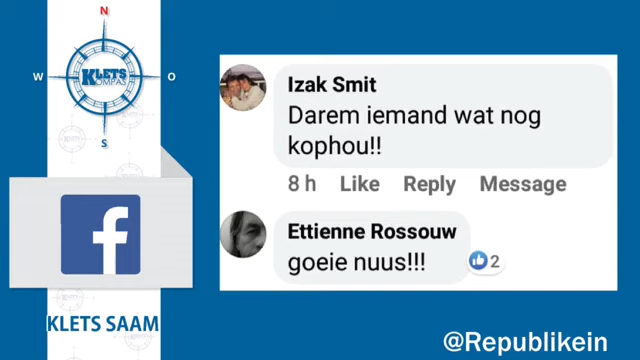 N
W
KLETS
KOMPAS
O
S
Izak Smit
Darem iemand wat nog
kophou!!
8 h Like Reply Message
Ettienne Rossouw
goeie nuus!!!
2
f
KLETS SAAM
@Republikein